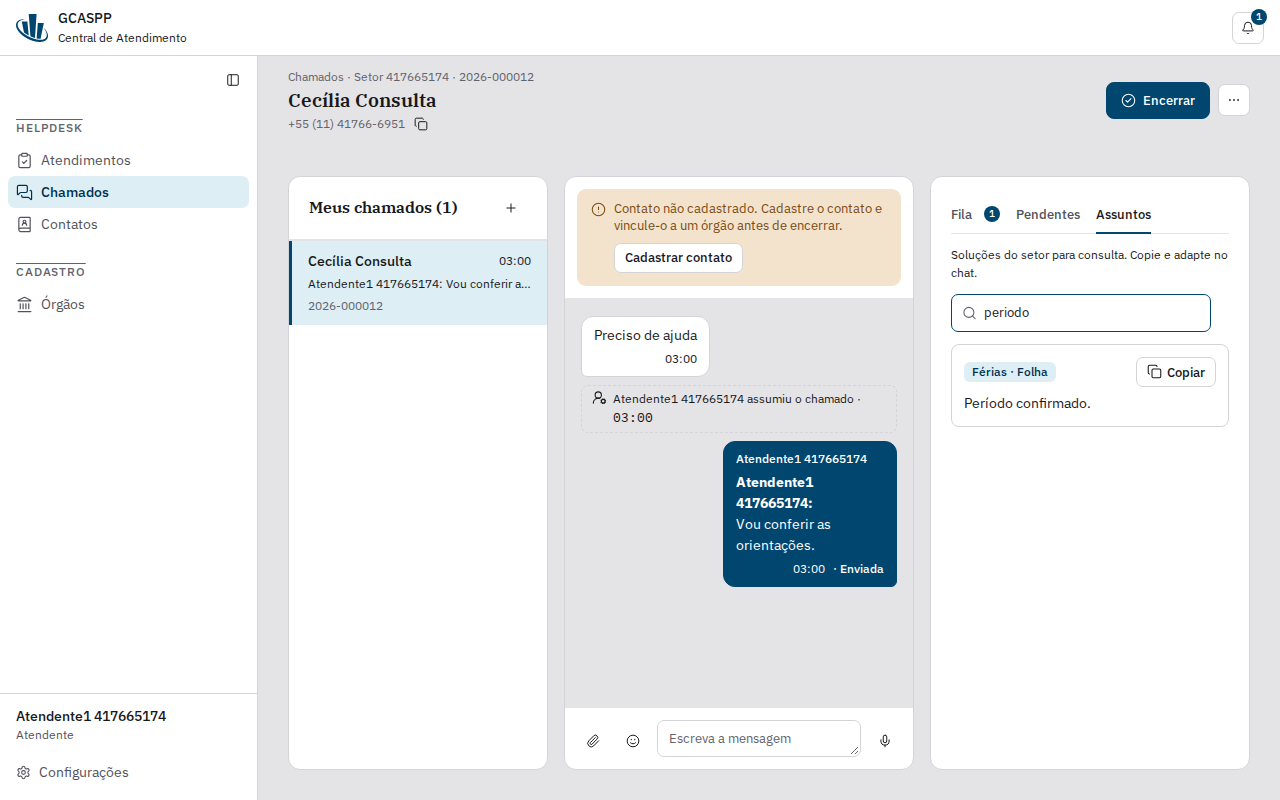 GCASPP
Central de Atendimento
1
HELPDESK
Atendimentos
Chamados
Contatos
CADASTRO
Órgãos
Atendente1 417665174
Atendente
Configurações
Chamados · Setor 417665174 · 2026-000012
Cecília Consulta
+55 (11) 41766-6951
Encerrar
Meus chamados (1)
Cecília Consulta 03:00
Atendente1 417665174: Vou conferir a...
2026-000012
Contato não cadastrado. Cadastre o contato e
vincule-o a um órgão antes de encerrar.
Cadastrar contato
Preciso de ajuda
03:00
Atendente1 417665174 assumiu o chamado ·
03:00
Atendente1 417665174
Atendente1
417665174:
Vou conferir as
orientações.
03:00 · Enviada
Escreva a mensagem
Fila 1 Pendentes Assuntos
Soluções do setor para consulta. Copie e adapte no
chat.
periodo
Férias · Folha Copiar
Período confirmado.